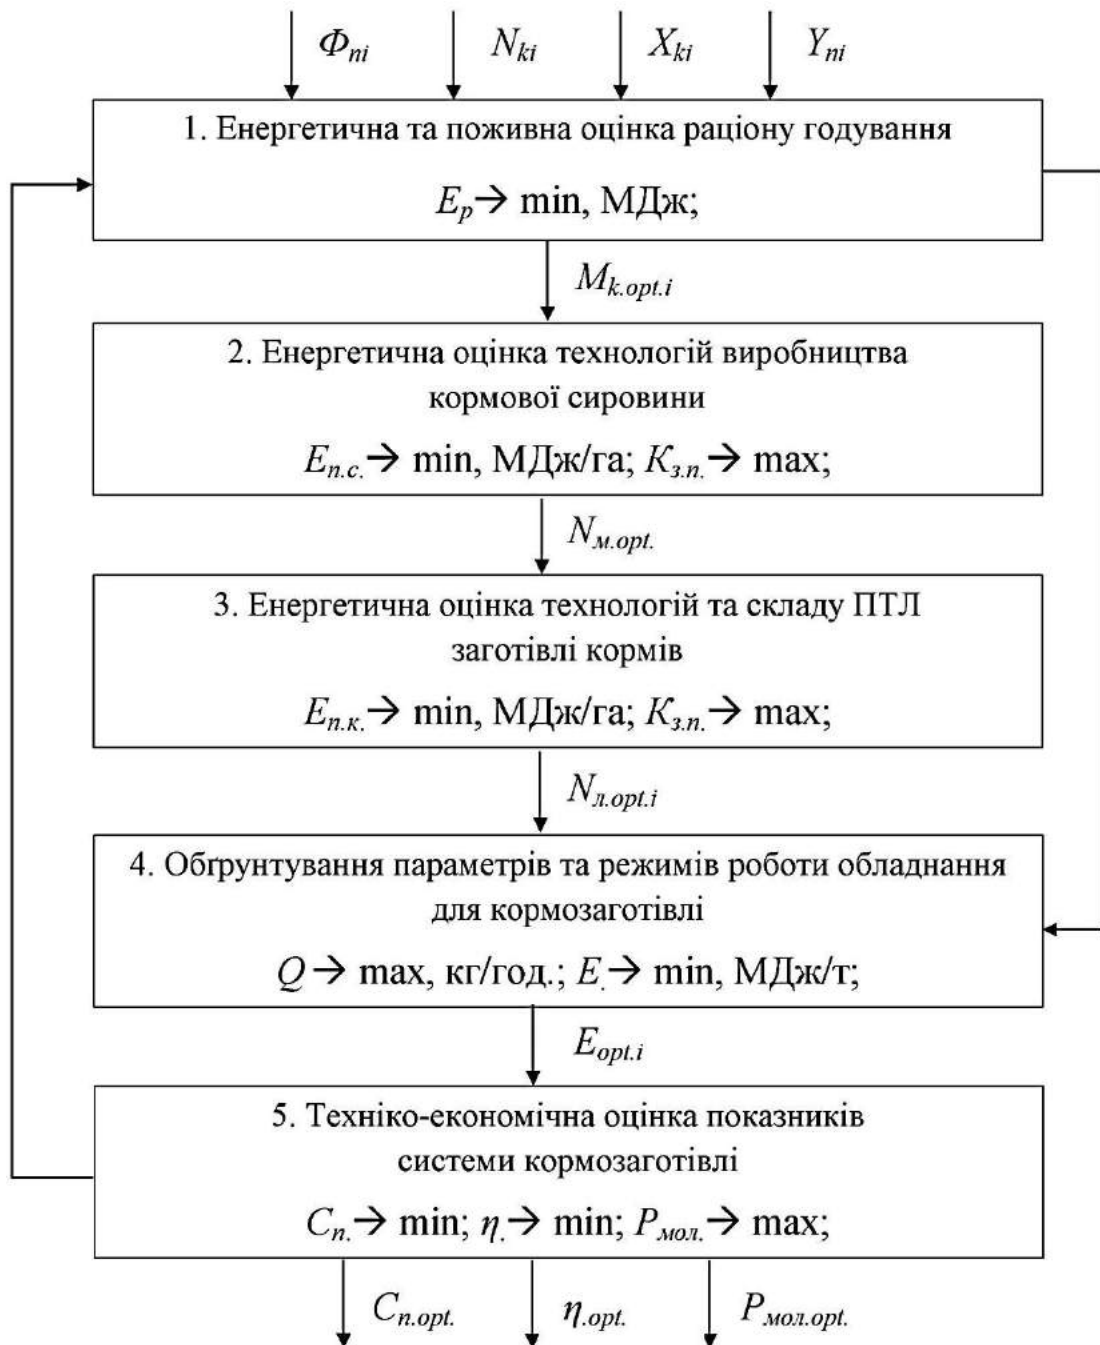 Φni Nki Xki Yni
1. Енергетична та поживна оцінка раціону годування
Ep→ min, МДж;
Mk.opt.i
2. Енергетична оцінка технологій виробництва
кормової сировини
Eп.с.→ min, МДж/га; Kз.п.→ max;
Nм.opt.
3. Енергетична оцінка технологій та складу ПТЛ
заготівлі кормів
Eп.к.→ min, МДж/га; Kз.п.→ max;
Nл.opt.i
4. Обґрунтування параметрів та режимів роботи обладнання
для кормозаготівлі
Q → max, кг/год.; E.→ min, МДж/т;
Eopt.i
5. Техніко-економічна оцінка показників
системи кормозаготівлі
Cп.→ min; η.→ min; Pмол.→ max;
Cп.opt. η.opt. Pмол.opt.